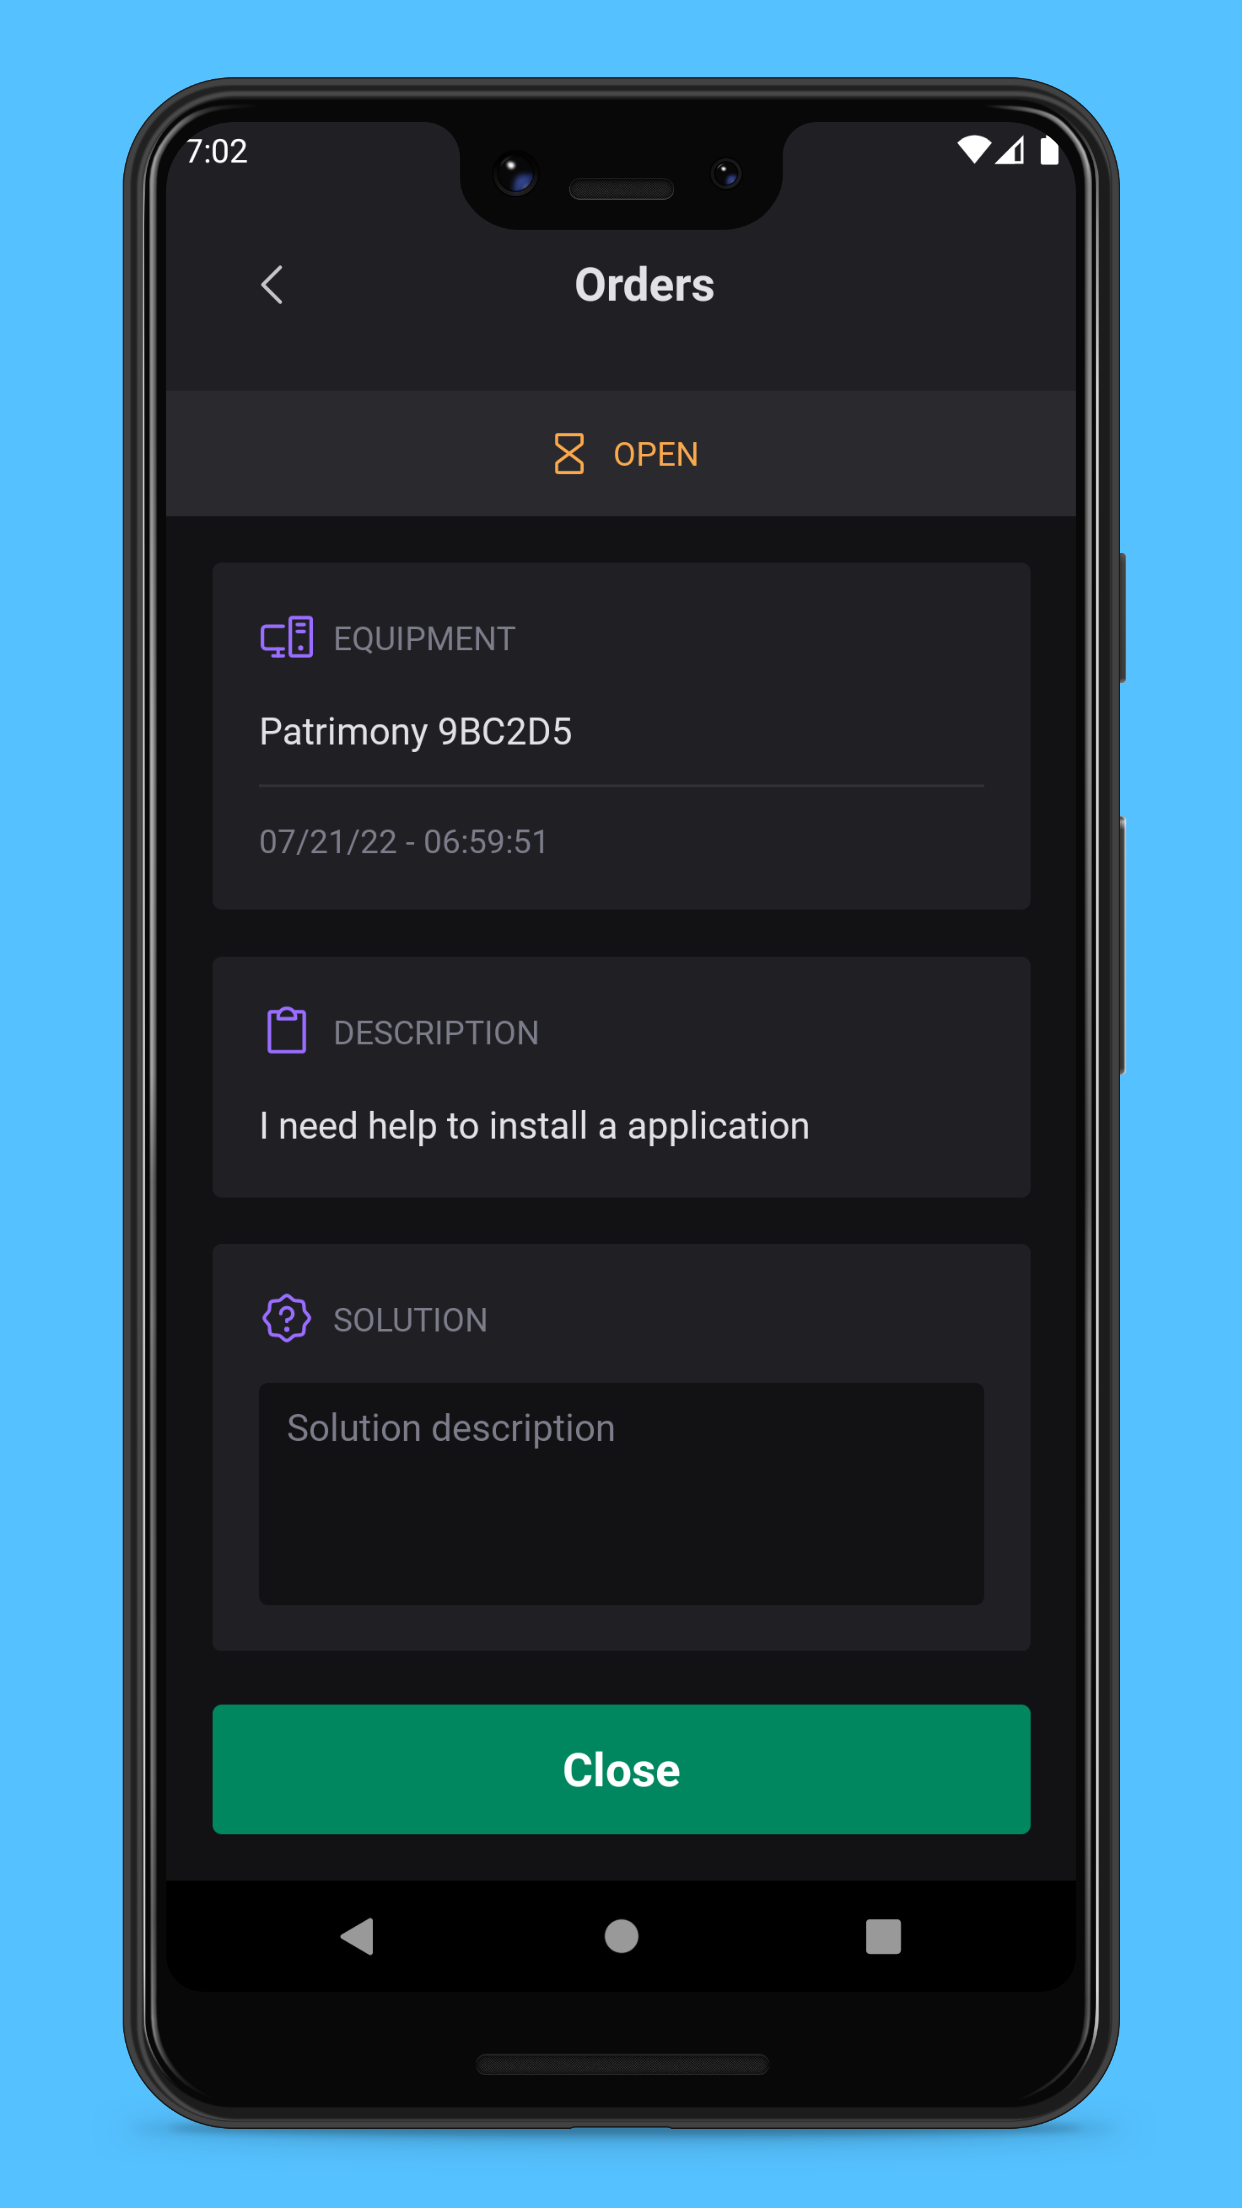 7:02
Orders
OPEN
EQUIPMENT
Patrimony 9BC2D5
07/21/22 - 06:59:51
DESCRIPTION
I need help to install a application
SOLUTION
Solution description
Close